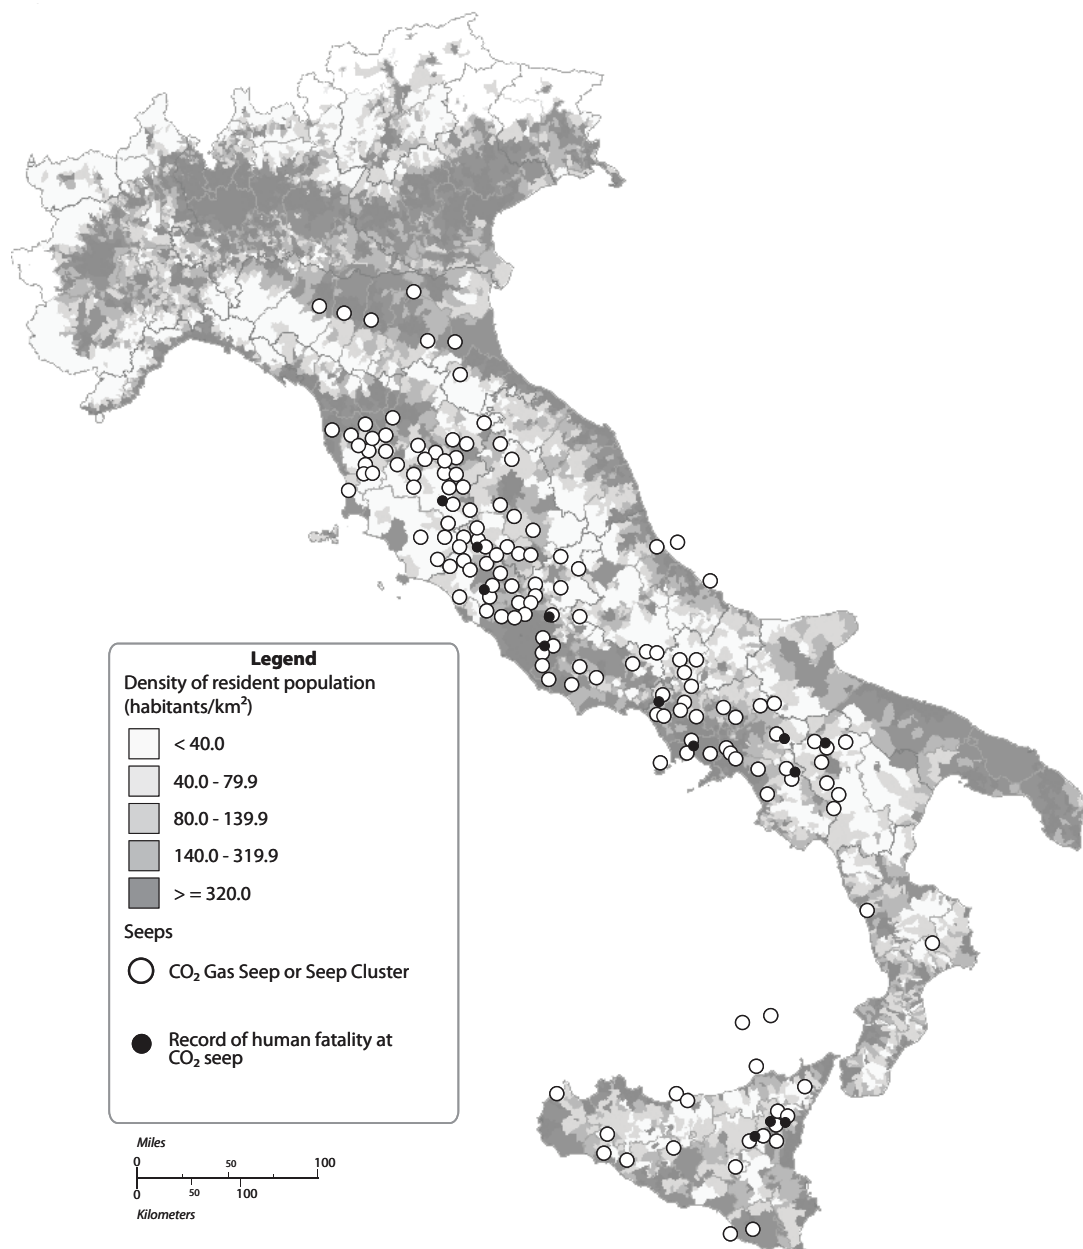 Legend
Density of resident population
(habitants/km²)
< 40.0
40.0 - 79.9
80.0 - 139.9
140.0 - 319.9
> = 320.0
Seeps
CO₂ Gas Seep or Seep Cluster
Record of human fatality at
CO₂ seep
Miles
0 50 100
0 50 100
Kilometers